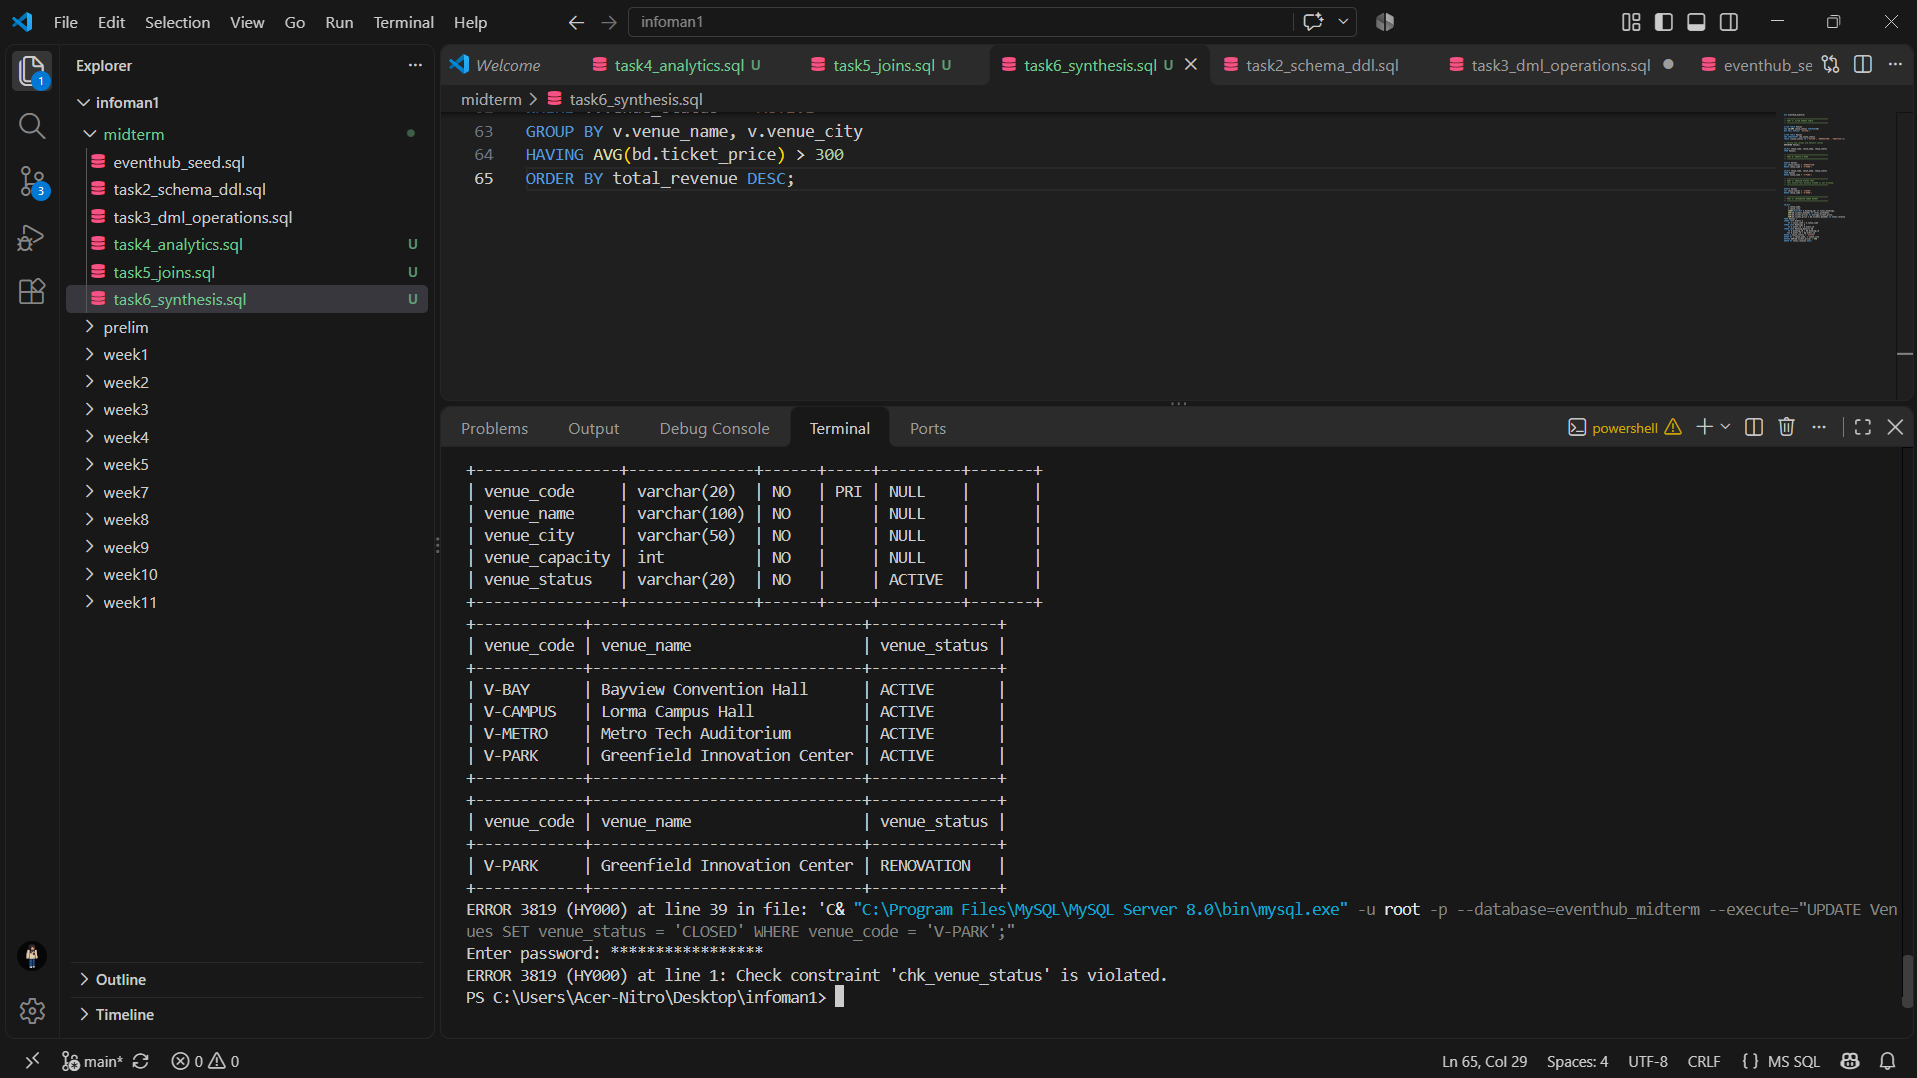 File Edit Selection View Go Run Terminal Help
infoman1
Explorer
Welcome
task4_analytics.sql U
task5_joins.sql U
task6_synthesis.sql U
task2_schema_ddl.sql
task3_dml_operations.sql
eventhub_se
infoman1
midterm
eventhub_seed.sql
task2_schema_ddl.sql
task3_dml_operations.sql
task4_analytics.sql U
task5_joins.sql U
task6_synthesis.sql U
prelim
week1
week2
week3
week4
week5
week7
week8
week9
week10
week11
Outline
Timeline
1
3
midterm > task6_synthesis.sql
63 GROUP BY v.venue_name, v.venue_city
64 HAVING AVG(bd.ticket_price) > 300
65 ORDER BY total_revenue DESC;
Problems Output Debug Console Terminal Ports
powershell
+----------------+--------------+------+-----+---------+-------+
| venue_code     | varchar(20)  | NO   | PRI | NULL    |       |
| venue_name     | varchar(100) | NO   |     | NULL    |       |
| venue_city     | varchar(50)  | NO   |     | NULL    |       |
| venue_capacity | int          | NO   |     | NULL    |       |
| venue_status   | varchar(20)  | NO   |     | ACTIVE  |       |
+----------------+--------------+------+-----+---------+-------+
+------------+------------------------------+--------------+
| venue_code | venue_name                   | venue_status |
+------------+------------------------------+--------------+
| V-BAY      | Bayview Convention Hall      | ACTIVE       |
| V-CAMPUS   | Lorma Campus Hall            | ACTIVE       |
| V-METRO    | Metro Tech Auditorium        | ACTIVE       |
| V-PARK     | Greenfield Innovation Center | ACTIVE       |
+------------+------------------------------+--------------+
+------------+------------------------------+--------------+
| venue_code | venue_name                   | venue_status |
+------------+------------------------------+--------------+
| V-PARK     | Greenfield Innovation Center | RENOVATION   |
+------------+------------------------------+--------------+
ERROR 3819 (HY000) at line 39 in file: 'C& "C:\Program Files\MySQL\MySQL Server 8.0\bin\mysql.exe" -u root -p --database=eventhub_midterm --execute="UPDATE Ven
ues SET venue_status = 'CLOSED' WHERE venue_code = 'V-PARK';"
Enter password: *****************
ERROR 3819 (HY000) at line 1: Check constraint 'chk_venue_status' is violated.
PS C:\Users\Acer-Nitro\Desktop\infoman1>
main* 0 0 Ln 65, Col 29 Spaces: 4 UTF-8 CRLF {} MS SQL